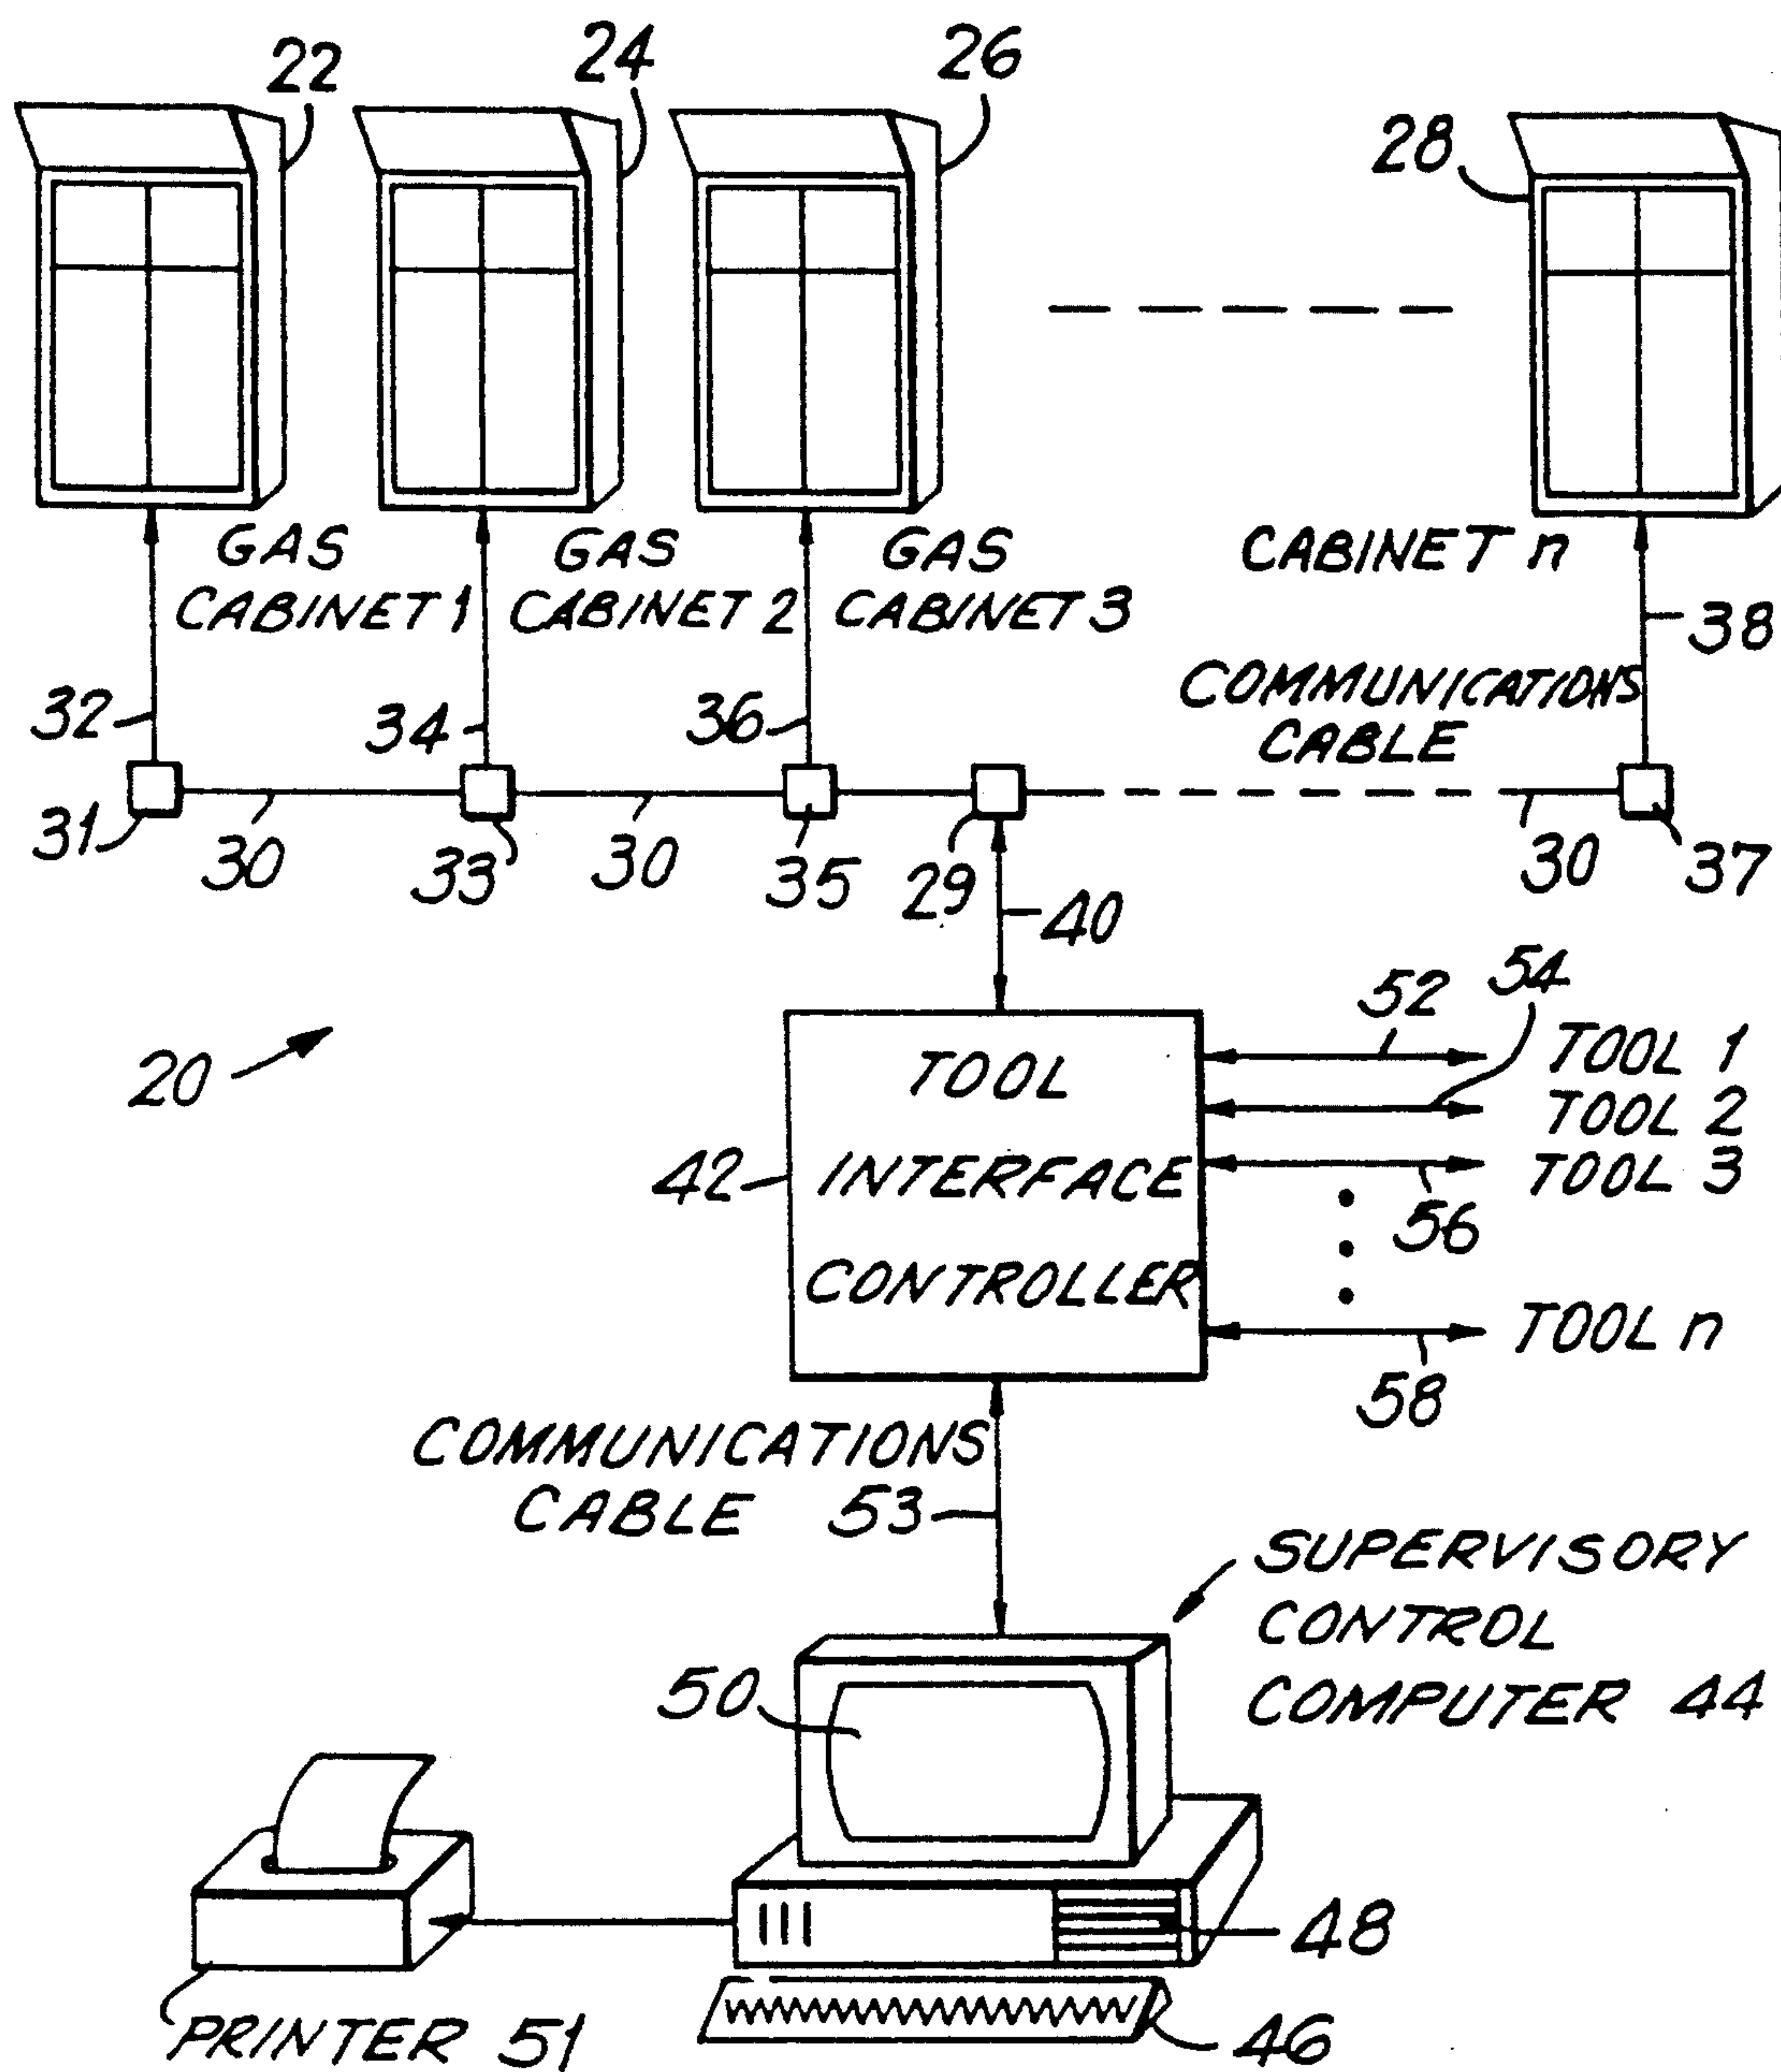 22
24
26
28
GAS
CABINET 1
GAS
CABINET 2
GAS
CABINET 3
CABINET n
38
COMMUNICATIONS
CABLE
32
34
36
31
30
33
30
35
29
30
37
40
20
52
54
TOOL 1
TOOL 2
TOOL 3
56
TOOL n
58
42
TOOL
INTERFACE
CONTROLLER
COMMUNICATIONS
CABLE 53
SUPERVISORY
CONTROL
COMPUTER 44
50
48
46
PRINTER 51